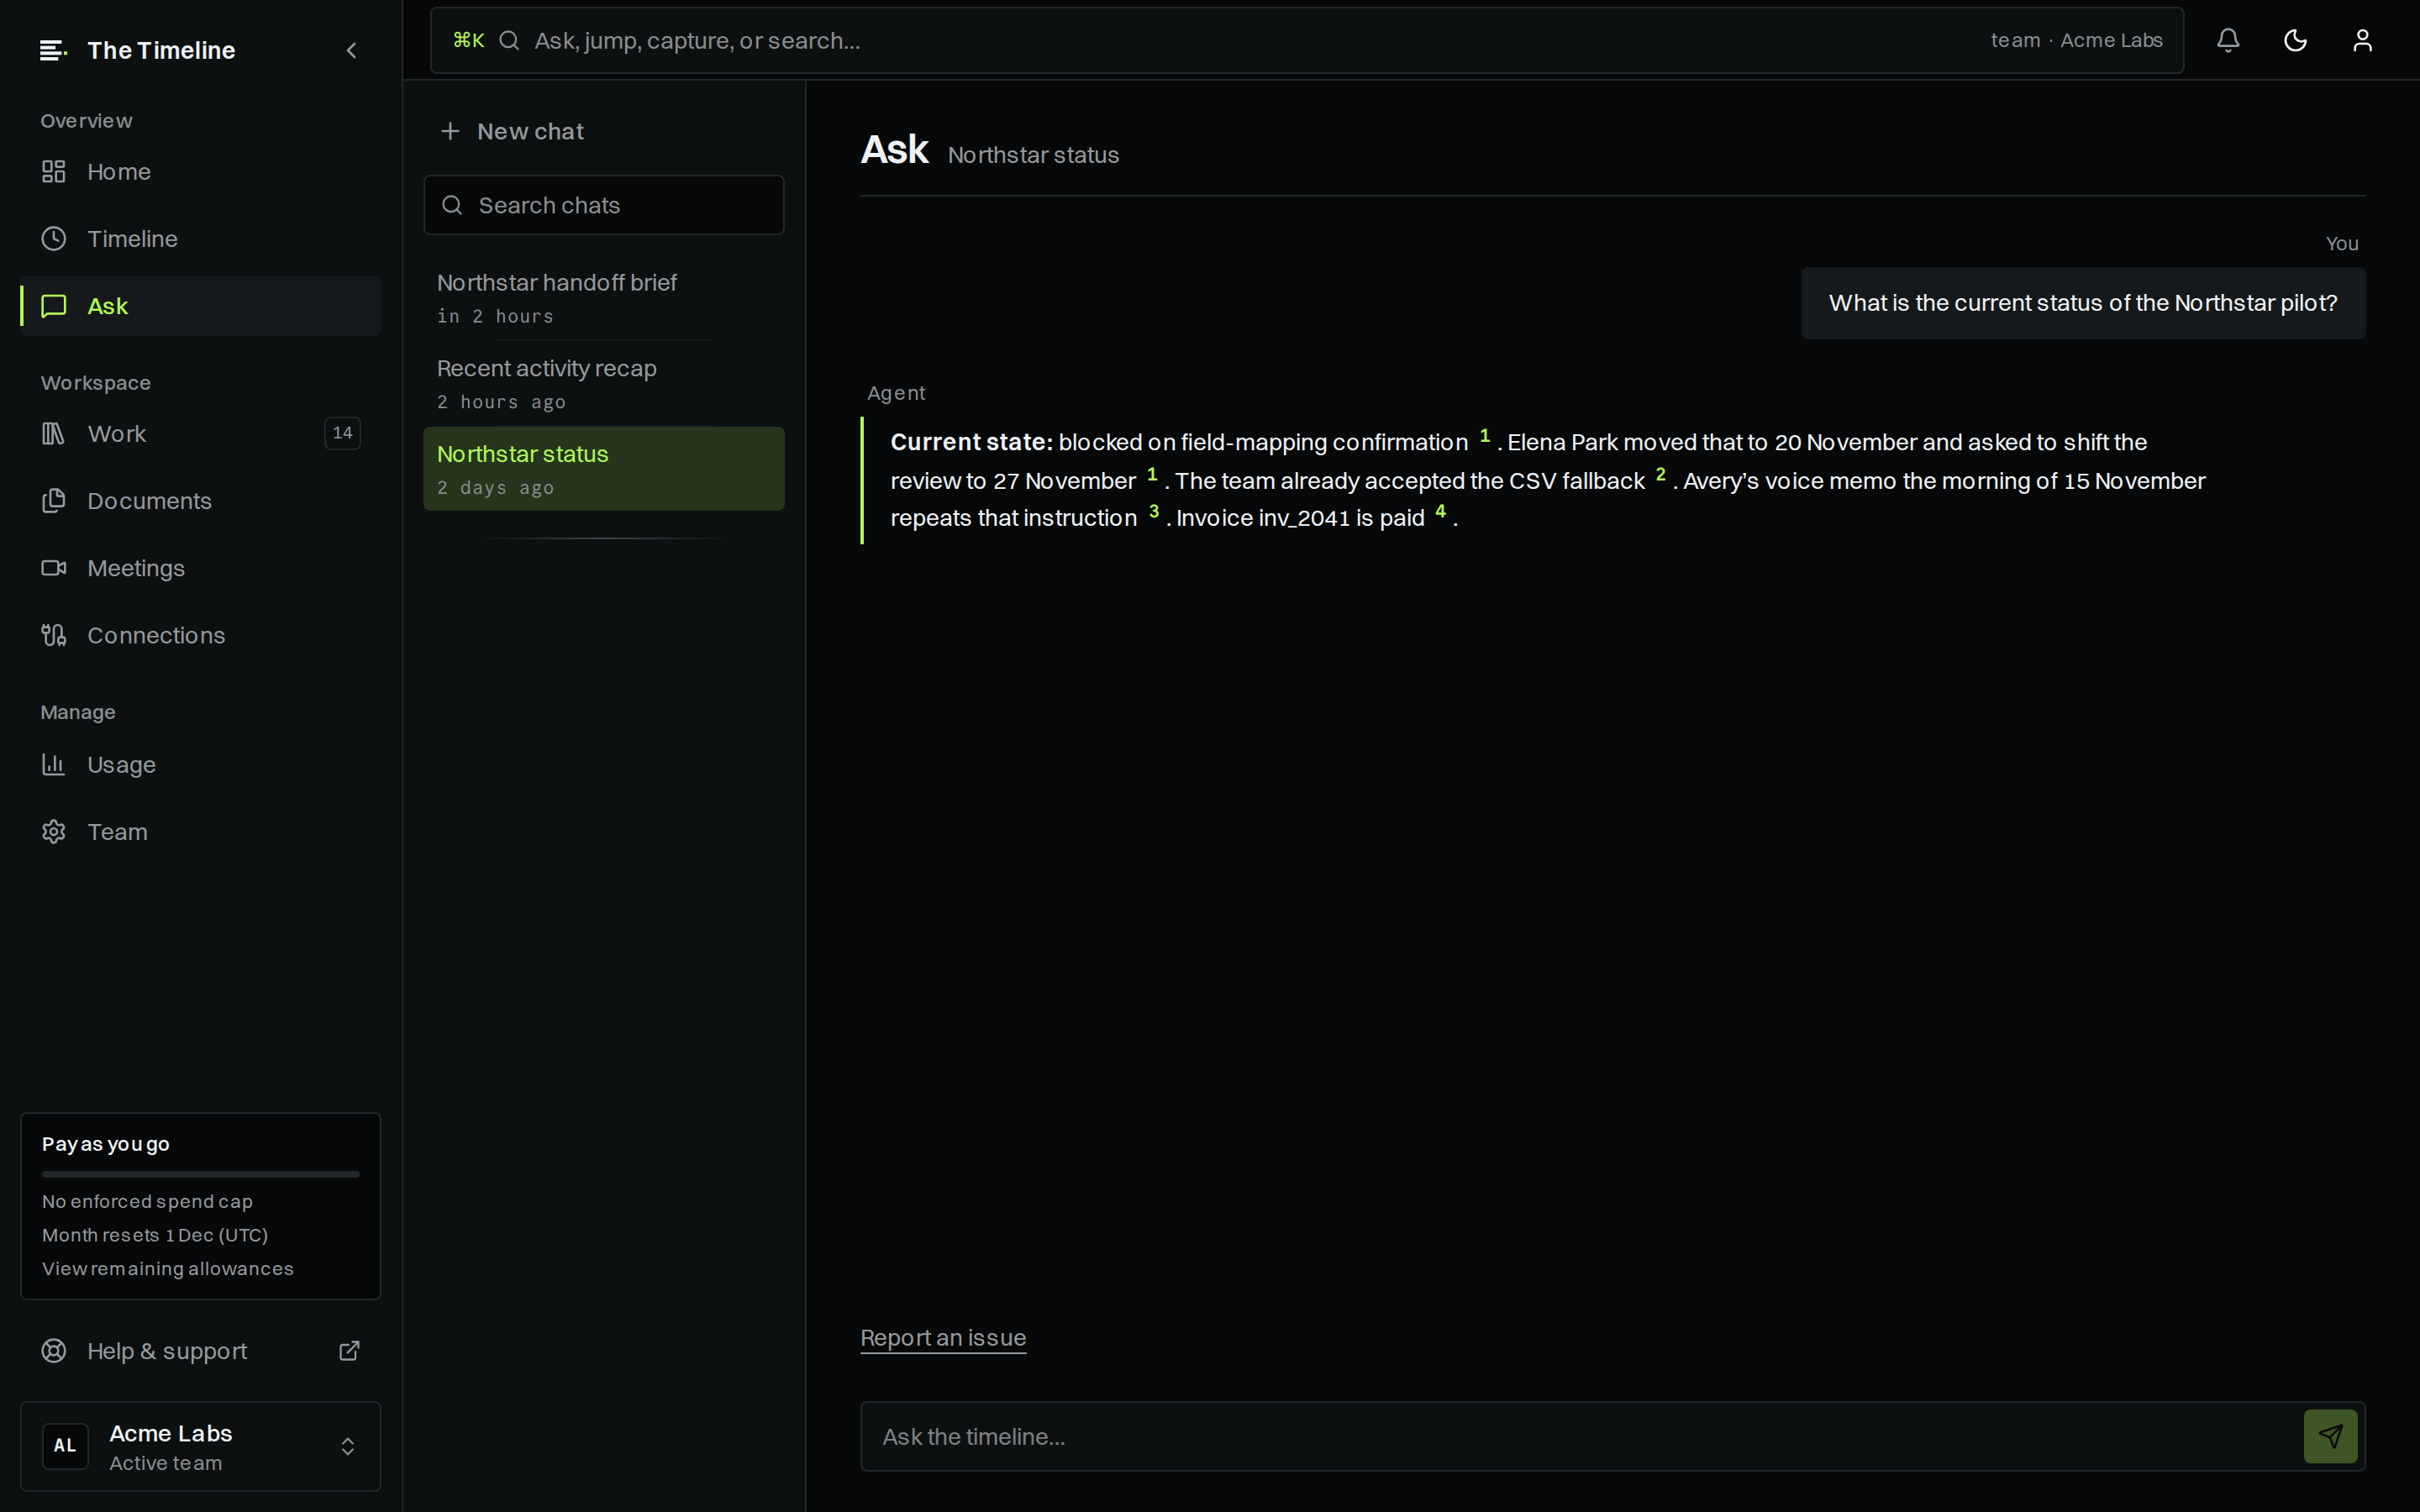 The Timeline
Overview
Home
Timeline
Ask
Workspace
Work 14
Documents
Meetings
Connections
Manage
Usage
Team
Pay as you go
No enforced spend cap
Month resets 1 Dec (UTC)
View remaining allowances
Help & support
AL
Acme Labs
Active team
⌘K Ask, jump, capture, or search... team · Acme Labs
New chat
Search chats
Northstar handoff brief
in 2 hours
Recent activity recap
2 hours ago
Northstar status
2 days ago
Ask Northstar status
You
What is the current status of the Northstar pilot?
Agent
Current state: blocked on field-mapping confirmation 1 . Elena Park moved that to 20 November and asked to shift the
review to 27 November 1 . The team already accepted the CSV fallback 2 . Avery’s voice memo the morning of 15 November
repeats that instruction 3 . Invoice inv_2041 is paid 4 .
Report an issue
Ask the timeline...